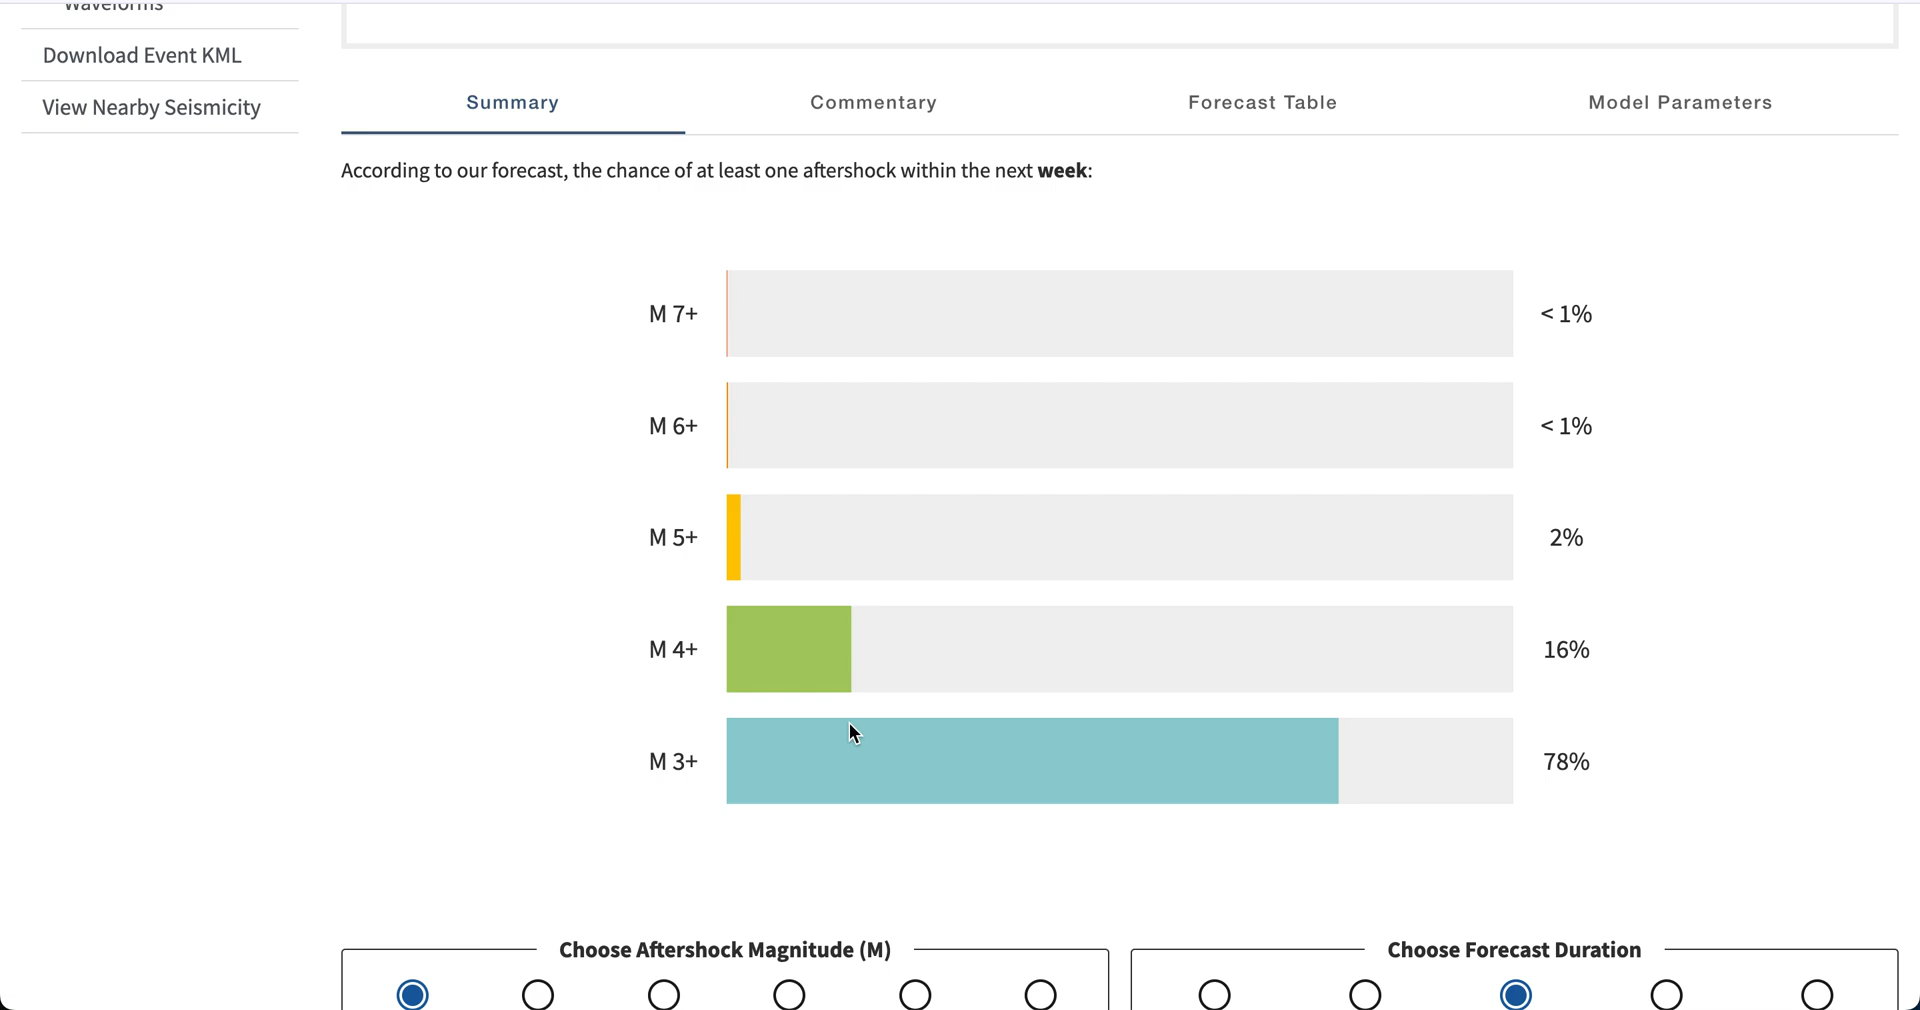 Waveforms
Download Event KML
View Nearby Seismicity
Summary
Commentary
Forecast Table
Model Parameters
According to our forecast, the chance of at least one aftershock within the next week:
M 7+ < 1%
M 6+ < 1%
M 5+ 2%
M 4+ 16%
M 3+ 78%
Choose Aftershock Magnitude (M)
Choose Forecast Duration